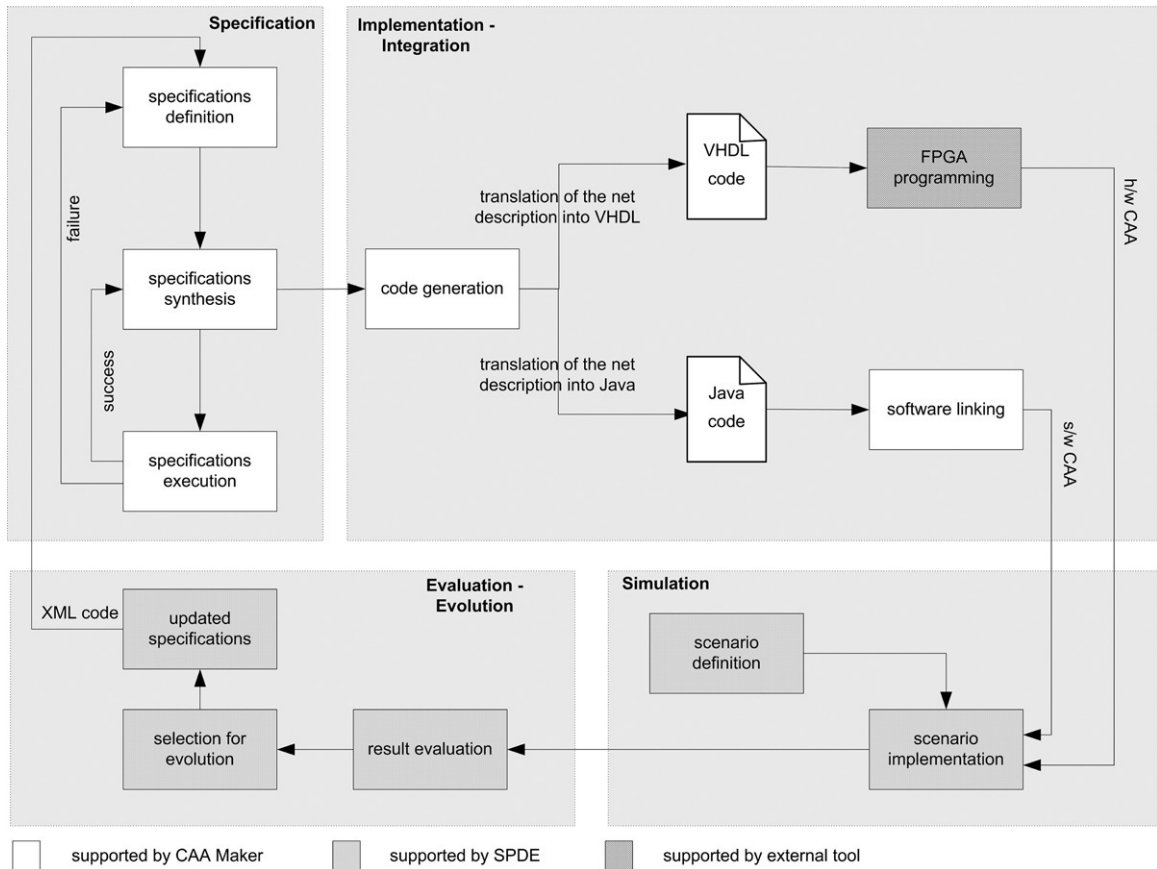 Specification
specifications
definition
failure
specifications
synthesis
success
specifications
execution
Implementation -
Integration
code generation
translation of the net
description into VHDL
VHDL
code
FPGA
programming
h/w CAA
translation of the net
description into Java
Java
code
software linking
s/w CAA
Evaluation -
Evolution
XML code
updated
specifications
selection for
evolution
result evaluation
Simulation
scenario
definition
scenario
implementation
supported by CAA Maker
supported by SPDE
supported by external tool